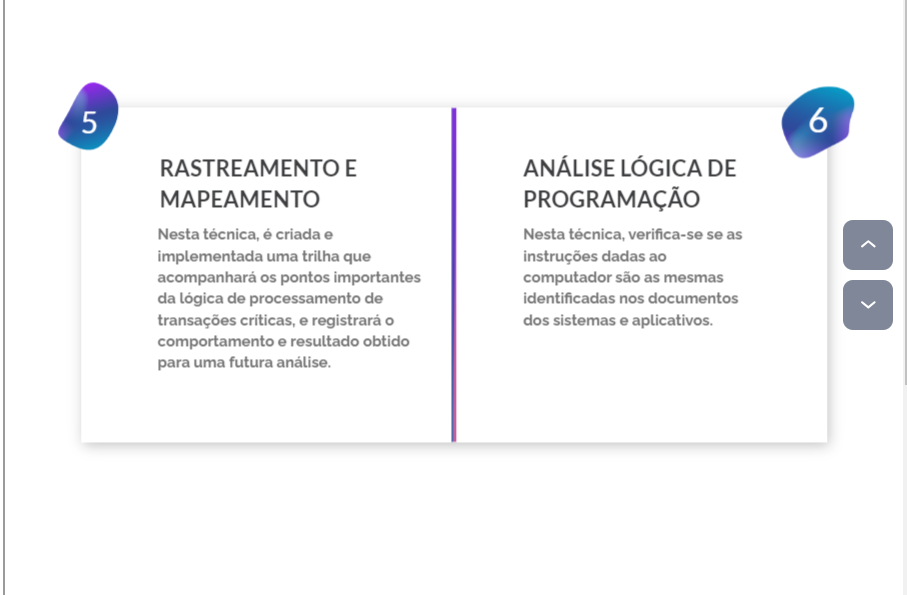 5
RASTREAMENTO E
MAPEAMENTO
Nesta técnica, é criada e
implementada uma trilha que
acompanhará os pontos importantes
da lógica de processamento de
transações críticas, e registrará o
comportamento e resultado obtido
para uma futura análise.
6
ANÁLISE LÓGICA DE
PROGRAMAÇÃO
Nesta técnica, verifica-se se as
instruções dadas ao
computador são as mesmas
identificadas nos documentos
dos sistemas e aplicativos.